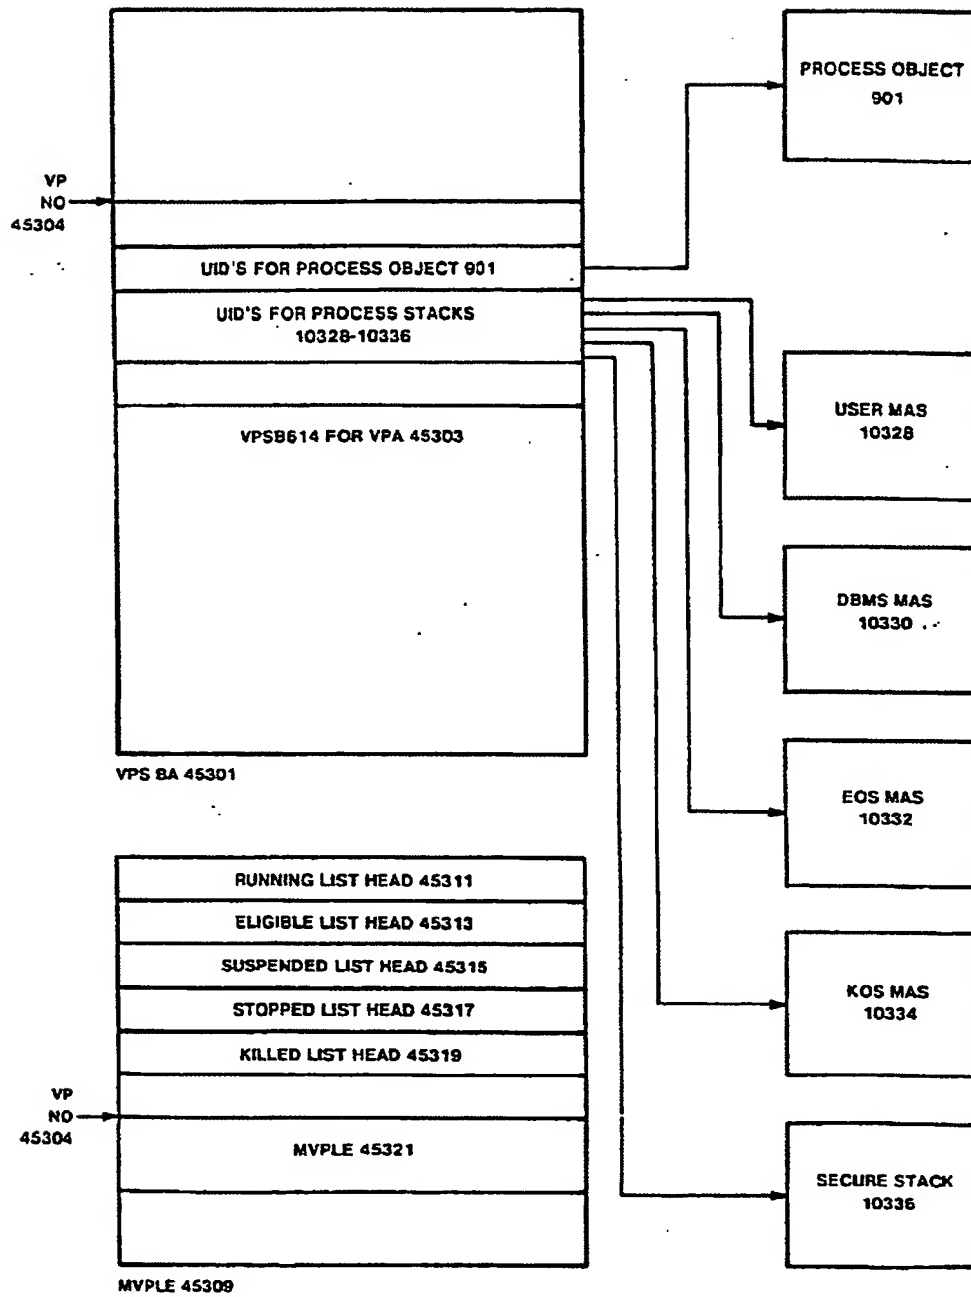 PROCESS OBJECT
901
VP
NO
45304
UID'S FOR PROCESS OBJECT 901
UID'S FOR PROCESS STACKS
10328-10336
VPSB614 FOR VPA 45303
USER MAS
10328
DBMS MAS
10330
VPS BA 45301
EOS MAS
10332
RUNNING LIST HEAD 45311
ELIGIBLE LIST HEAD 45313
SUSPENDED LIST HEAD 45315
STOPPED LIST HEAD 45317
KILLED LIST HEAD 45319
KOS MAS
10334
VP
NO
45304
MVPLE 45321
SECURE STACK
10336
MVPLE 45309